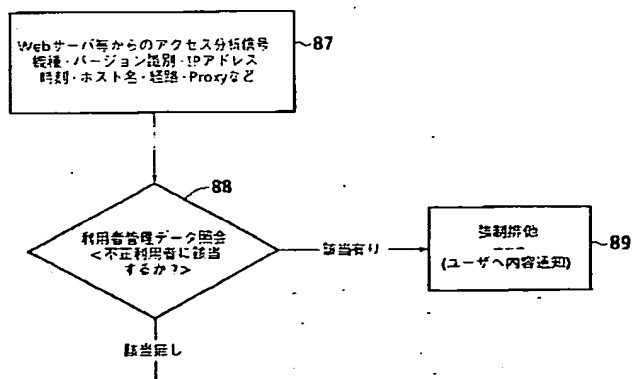 Webサーバ等からのアクセス分析信号
機種・バージョン識別・IPアドレス
時刻・ホスト名・経路・Proxyなど
87
88
利用者管理データ照会
<不正利用者に該当
するか?>
該当有り
強制排他
(ユーザへ内容通知)
89
該当無し